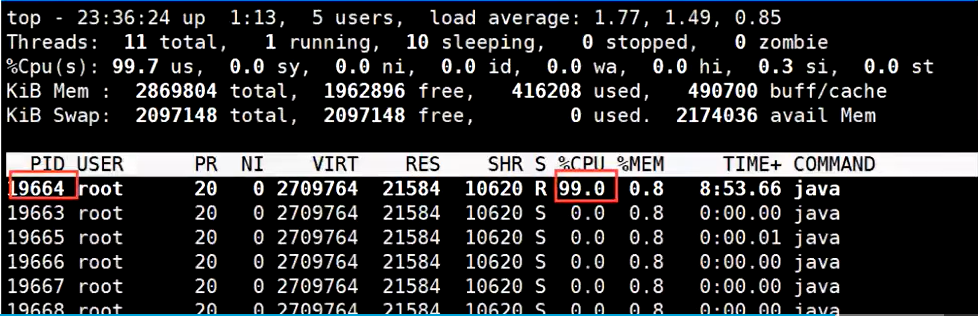 top - 23:36:24 up  1:13,  5 users,  load average: 1.77, 1.49, 0.85
Threads:  11 total,   1 running,  10 sleeping,   0 stopped,   0 zombie
%Cpu(s): 99.7 us,  0.0 sy,  0.0 ni,  0.0 id,  0.0 wa,  0.0 hi,  0.3 si,  0.0 st
KiB Mem :  2869804 total,  1962896 free,   416208 used,   490700 buff/cache
KiB Swap:  2097148 total,  2097148 free,        0 used.  2174036 avail Mem
PID USER      PR  NI    VIRT    RES    SHR S %CPU %MEM     TIME+ COMMAND
19664 root      20   0 2709764  21584  10620 R 99.0  0.8   8:53.66 java
19663 root      20   0 2709764  21584  10620 S  0.0  0.8   0:00.00 java
19665 root      20   0 2709764  21584  10620 S  0.0  0.8   0:00.01 java
19666 root      20   0 2709764  21584  10620 S  0.0  0.8   0:00.00 java
19667 root      20   0 2709764  21584  10620 S  0.0  0.8   0:00.00 java
19668 root      20   0 2709764  21584  10620 S  0.0  0.8   0:00.00 java